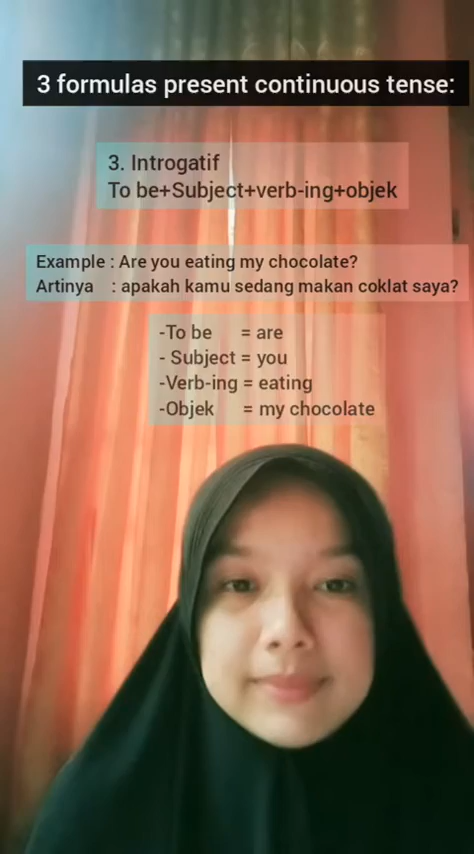 3 formulas present continuous tense:
3. Introgatif
To be+Subject+verb-ing+objek
Example : Are you eating my chocolate?
Artinya : apakah kamu sedang makan coklat saya?
-To be = are
- Subject = you
-Verb-ing = eating
-Objek = my chocolate